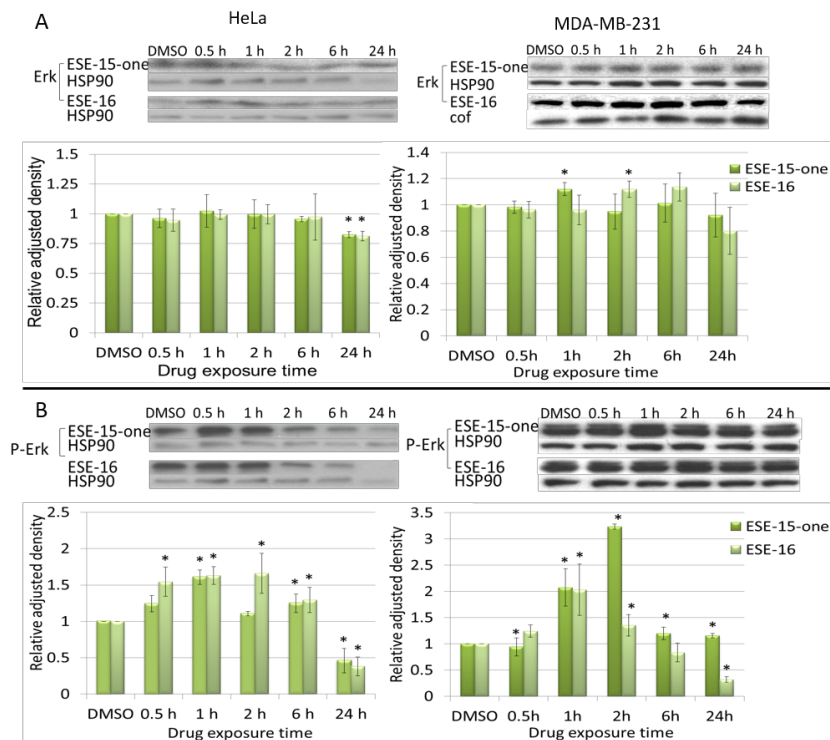 A
HeLa
MDA-MB-231
DMSO 0.5 h 1 h 2 h 6 h 24 h
Erk
ESE-15-one
HSP90
ESE-16
HSP90
DMSO 0.5 h 1 h 2 h 6 h 24 h
Erk
ESE-15-one
HSP90
ESE-16
cof
Relative adjusted density
1.5
1.25
1
0.75
0.5
0.25
0
* *
DMSO 0.5 h 1 h 2 h 6 h 24 h
Drug exposure time
Relative adjusted density
1.4
1.2
1
0.8
0.6
0.4
0.2
0
* *
ESE-15-one
ESE-16
DMSO 0.5h 1h 2h 6h 24h
Drug exposure time
B
DMSO 0.5 h 1 h 2 h 6 h 24 h
P-Erk
ESE-15-one
HSP90
ESE-16
HSP90
DMSO 0.5 h 1 h 2 h 6 h 24 h
P-Erk
ESE-15-one
HSP90
ESE-16
HSP90
Relative adjusted density
2.5
2
1.5
1
0.5
0
* * * * * * * *
DMSO 0.5 h 1 h 2 h 6 h 24 h
Drug exposure time
Relative adjusted density
3.5
3
2.5
2
1.5
1
0.5
0
* * * * * * * *
ESE-15-one
ESE-16
DMSO 0.5h 1h 2h 6h 24h
Drug exposure time